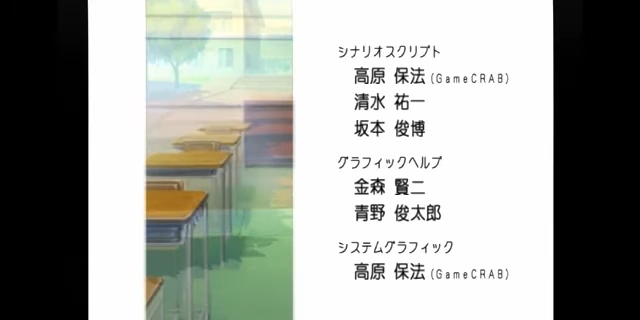 シナリオスクリプト
高原 保法 (GameCRAB)
清水 祐一
坂本 俊博
グラフィックヘルプ
金森 賢二
青野 俊太郎
システムグラフィック
高原 保法 (GameCRAB)